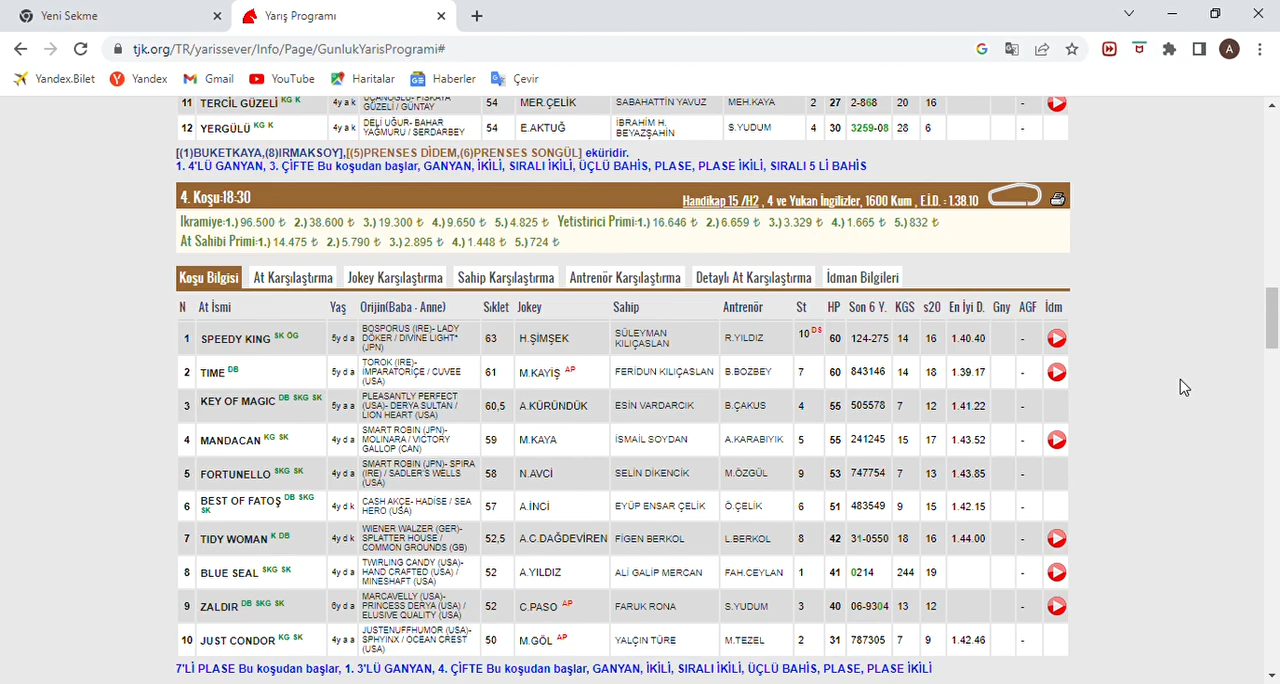 Yeni Sekme
Yarış Programı
tjk.org/TR/yarissever/Info/Page/GunlukYarisProgrami#
A
Yandex.Bilet Yandex Gmail YouTube Haritalar Haberler Çevir
11 TERCİL GÜZELİ KG K 4y a k GÜZELİ / GÜNTAY 54 MER.ÇELİK SABAHATTİN YAVUZ MEH.KAYA 2 27 2-868 20 16 -
12 YERGÜLÜ KG K 4y a k DELİ UĞUR- BAHAR YAĞMURU / SERDARBEY 54 E.AKTUĞ İBRAHİM H. BEYAZŞAHİN S.YUDUM 4 30 3259-08 28 6 -
[(1)BUKETKAYA,(8)IRMAKSOY],[(5)PRENSES DİDEM,(6)PRENSES SONGÜL] eküridir.
1. 4'LÜ GANYAN, 3. ÇİFTE Bu koşudan başlar, GANYAN, İKİLİ, SIRALI İKİLİ, ÜÇLÜ BAHİS, PLASE, PLASE İKİLİ, SIRALI 5 Lİ BAHİS
4. Koşu:18:30 Handikap 15 /H2 , 4 ve Yukarı İngilizler, 1600 Kum , E.İ.D. : 1.38.10
Ikramiye:1.) 96.500 ₺ 2.) 38.600 ₺ 3.) 19.300 ₺ 4.) 9.650 ₺ 5.) 4.825 ₺ Yetistirici Primi:1.) 16.646 ₺ 2.) 6.659 ₺ 3.) 3.329 ₺ 4.) 1.665 ₺ 5.) 832 ₺
At Sahibi Primi:1.) 14.475 ₺ 2.) 5.790 ₺ 3.) 2.895 ₺ 4.) 1.448 ₺ 5.) 724 ₺
Koşu Bilgisi At Karşılaştırma Jokey Karşılaştırma Sahip Karşılaştırma Antrenör Karşılaştırma Detaylı At Karşılaştırma İdman Bilgileri
N At İsmi Yaş Orijin(Baba - Anne) Sıklet Jokey Sahip Antrenör St HP Son 6 Y. KGS s20 En İyi D. Gny AGF İdm
1 SPEEDY KING SK ÖG 5y d a BOSPORUS (IRE)- LADY DOKER / DIVINE LIGHT* (JPN) 63 H.ŞİMŞEK SÜLEYMAN KILIÇASLAN R.YILDIZ 10 DS 60 124-275 14 16 1.40.40 -
2 TIME DB 5y d a TOROK (IRE)- IMPARATORİÇE / CUVEE (USA) 61 M.KAYİŞ AP FERİDUN KILIÇASLAN B.BOZBEY 7 60 843146 14 18 1.39.17 -
3 KEY OF MAGIC DB SKG SK 5y a a PLEASANTLY PERFECT (USA)- DERYA SULTAN / LION HEART (USA) 60,5 A.KÜRÜNDÜK ESİN VARDARCIK B.ÇAKUS 4 55 505578 7 12 1.41.22 -
4 MANDACAN KG SK 4y d a SMART ROBIN (JPN)- MOLINARA / VICTORY GALLOP (CAN) 59 M.KAYA İSMAİL SOYDAN A.KARABIYIK 5 55 241245 15 17 1.43.52 -
5 FORTUNELLO SKG SK 4y d a SMART ROBIN (JPN)- SPIRA (IRE) / SADLER'S WELLS (USA) 58 N.AVCİ SELİN DİKENCİK M.ÖZGÜL 9 53 747754 7 13 1.43.85 -
6 BEST OF FATOŞ DB SKG SK 4y d k CASH AKÇE- HADİSE / SEA HERO (USA) 57 A.İNCİ EYÜP ENSAR ÇELİK Ö.ÇELİK 6 51 483549 9 15 1.42.15 -
7 TIDY WOMAN K DB 4y d k WIENER WALZER (GER)- SPLATTER HOUSE / COMMON GROUNDS (GB) 52,5 A.C.DAĞDEVİREN FİGEN BERKOL L.BERKOL 8 42 31-0550 18 16 1.44.00 -
8 BLUE SEAL SKG SK 4y d a TWIRLING CANDY (USA)- HAND CRAFTED (USA) / MINESHAFT (USA) 52 A.YILDIZ ALİ GALİP MERCAN FAH.CEYLAN 1 41 0214 244 19 -
9 ZALDIR DB SKG SK 6y d a MARCAVELLY (USA)- PRINCESS DERYA (USA) / ELUSIVE QUALITY (USA) 52 C.PASO AP FARUK RONA S.YUDUM 3 40 06-9304 13 12 -
10 JUST CONDOR KG SK 4y a a JUSTENUFFHUMOR (USA)- SPHYINX / OCEAN CREST (USA) 50 M.GÖL AP YALÇIN TÜRE M.TEZEL 2 31 787305 7 9 1.42.46 -
7'Lİ PLASE Bu koşudan başlar, 1. 3'LÜ GANYAN, 4. ÇİFTE Bu koşudan başlar, GANYAN, İKİLİ, SIRALI İKİLİ, ÜÇLÜ BAHİS, PLASE, PLASE İKİLİ